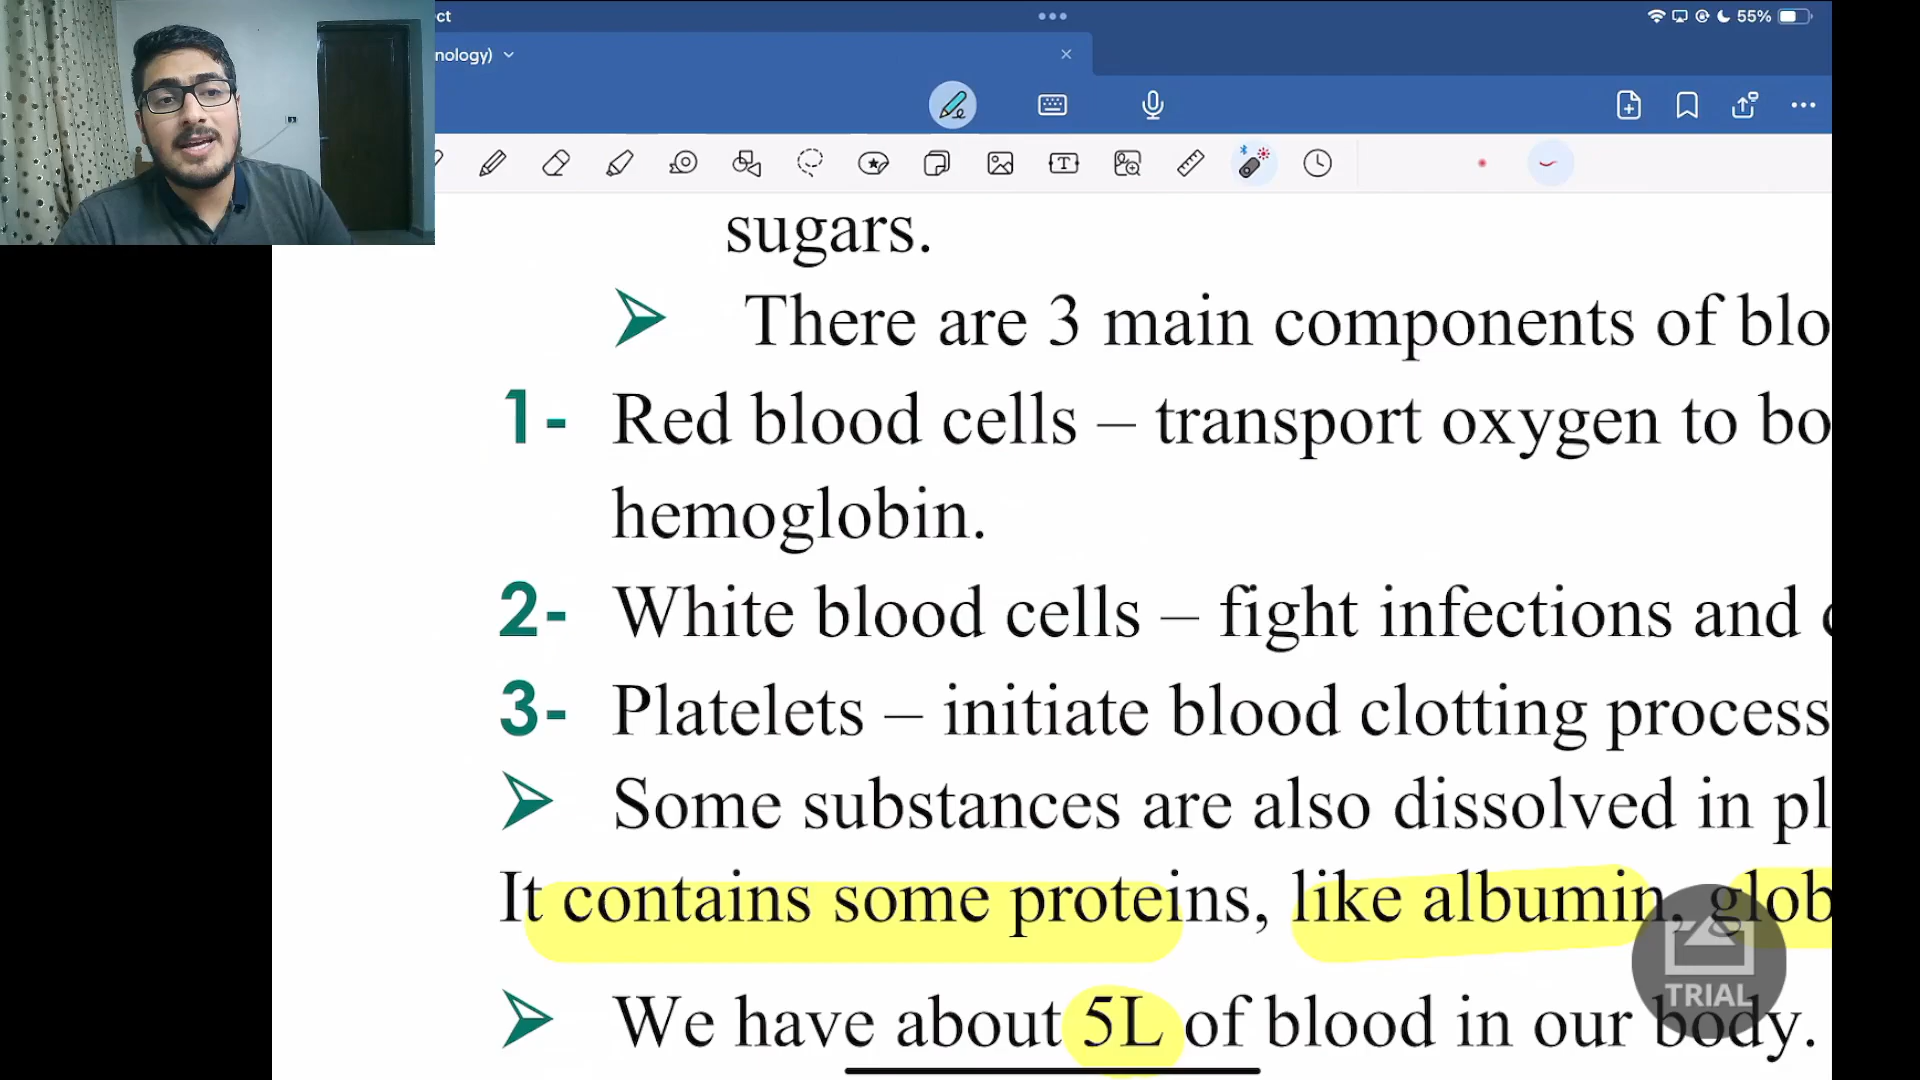 ct
55%
nology)
sugars.
There are 3 main components of blo
1- Red blood cells – transport oxygen to bo
hemoglobin.
2- White blood cells – fight infections and
3- Platelets – initiate blood clotting process
Some substances are also dissolved in pl
It contains some proteins, like albumin, glob
We have about 5L of blood in our body.
TRIAL